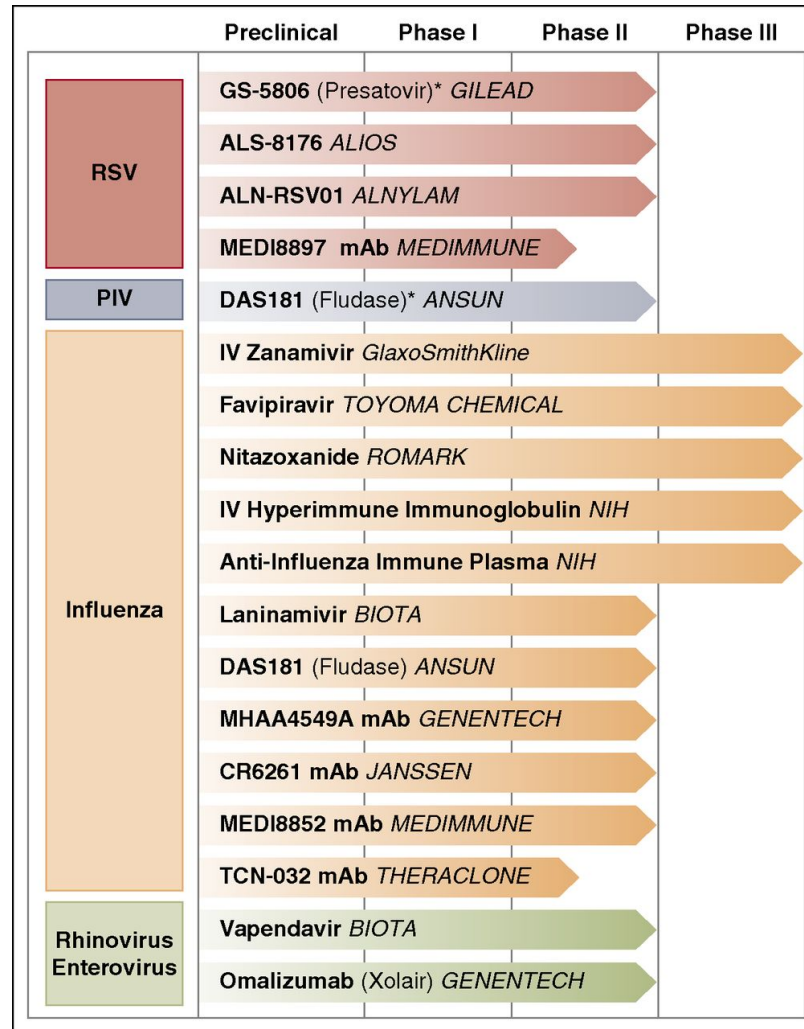 Preclinical Phase I Phase II Phase III
RSV
GS-5806 (Presatovir)* GILEAD
ALS-8176 ALIOS
ALN-RSV01 ALNYLAM
MEDI8897 mAb MEDIMMUNE
PIV
DAS181 (Fludase)* ANSUN
Influenza
IV Zanamivir GlaxoSmithKline
Favipiravir TOYOMA CHEMICAL
Nitazoxanide ROMARK
IV Hyperimmune Immunoglobulin NIH
Anti-Influenza Immune Plasma NIH
Laninamivir BIOTA
DAS181 (Fludase) ANSUN
MHAA4549A mAb GENENTECH
CR6261 mAb JANSSEN
MEDI8852 mAb MEDIMMUNE
TCN-032 mAb THERACLONE
Rhinovirus
Enterovirus
Vapendavir BIOTA
Omalizumab (Xolair) GENENTECH